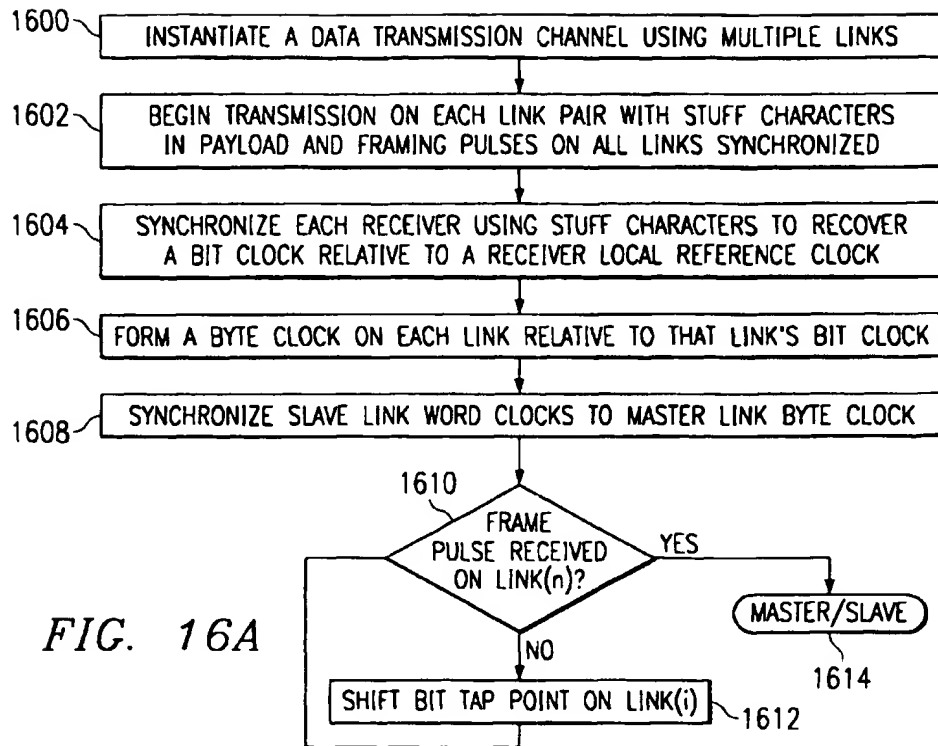 1600
INSTANTIATE A DATA TRANSMISSION CHANNEL USING MULTIPLE LINKS
1602
BEGIN TRANSMISSION ON EACH LINK PAIR WITH STUFF CHARACTERS
IN PAYLOAD AND FRAMING PULSES ON ALL LINKS SYNCHRONIZED
1604
SYNCHRONIZE EACH RECEIVER USING STUFF CHARACTERS TO RECOVER
A BIT CLOCK RELATIVE TO A RECEIVER LOCAL REFERENCE CLOCK
1606
FORM A BYTE CLOCK ON EACH LINK RELATIVE TO THAT LINK'S BIT CLOCK
1608
SYNCHRONIZE SLAVE LINK WORD CLOCKS TO MASTER LINK BYTE CLOCK
1610
FRAME
PULSE RECEIVED
ON LINK(n)?
YES
MASTER/SLAVE
1614
NO
SHIFT BIT TAP POINT ON LINK(i)
1612
FIG. 16A